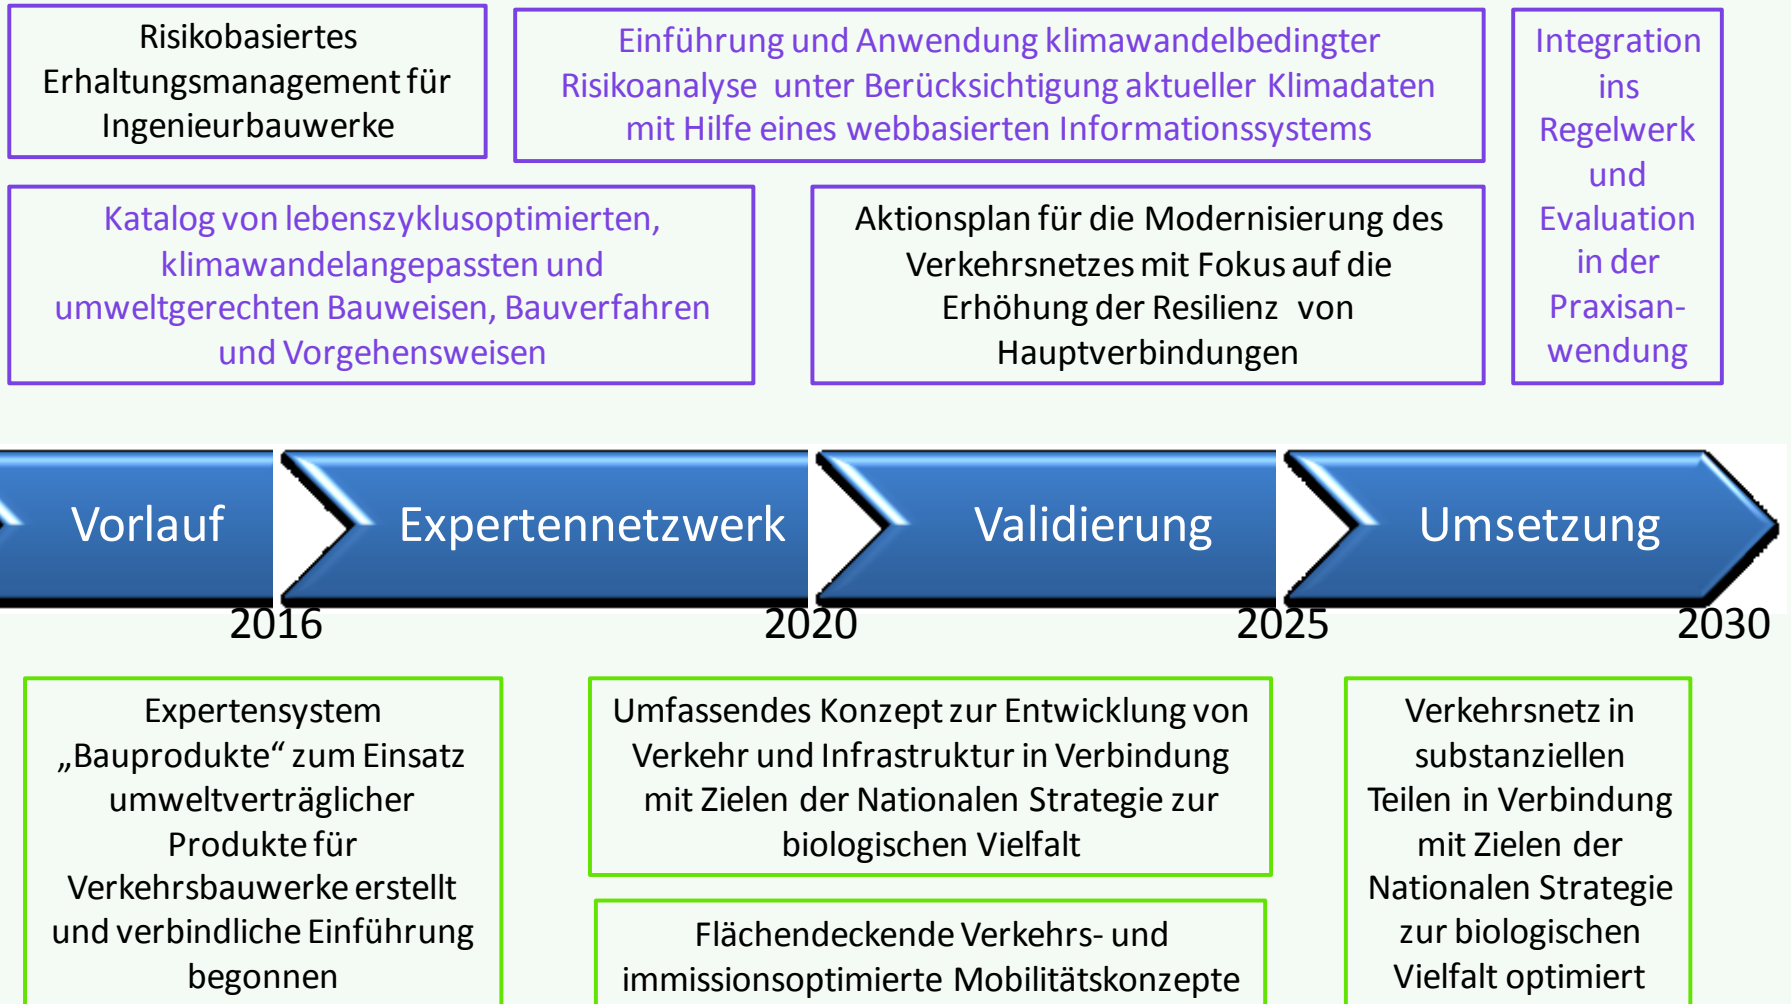 Risikobasiertes
Erhaltungsmanagement für
Ingenieurbauwerke
Einführung und Anwendung klimawandelbedingter
Risikoanalyse unter Berücksichtigung aktueller Klimadaten
mit Hilfe eines webbasierten Informationssystems
Integration
ins
Regelwerk
und
Evaluation
in der
Praxisan-
wendung
Katalog von lebenszyklusoptimierten,
klimawandelangepassten und
umweltgerechten Bauweisen, Bauverfahren
und Vorgehensweisen
Aktionsplan für die Modernisierung des
Verkehrsnetzes mit Fokus auf die
Erhöhung der Resilienz von
Hauptverbindungen
Vorlauf
Expertennetzwerk
Validierung
Umsetzung
2016
2020
2025
2030
Expertensystem
„Bauprodukte“ zum Einsatz
umweltverträglicher
Produkte für
Verkehrsbauwerke erstellt
und verbindliche Einführung
begonnen
Umfassendes Konzept zur Entwicklung von
Verkehr und Infrastruktur in Verbindung
mit Zielen der Nationalen Strategie zur
biologischen Vielfalt
Flächendeckende Verkehrs- und
immissionsoptimierte Mobilitätskonzepte
Verkehrsnetz in
substanziellen
Teilen in Verbindung
mit Zielen der
Nationalen Strategie
zur biologischen
Vielfalt optimiert